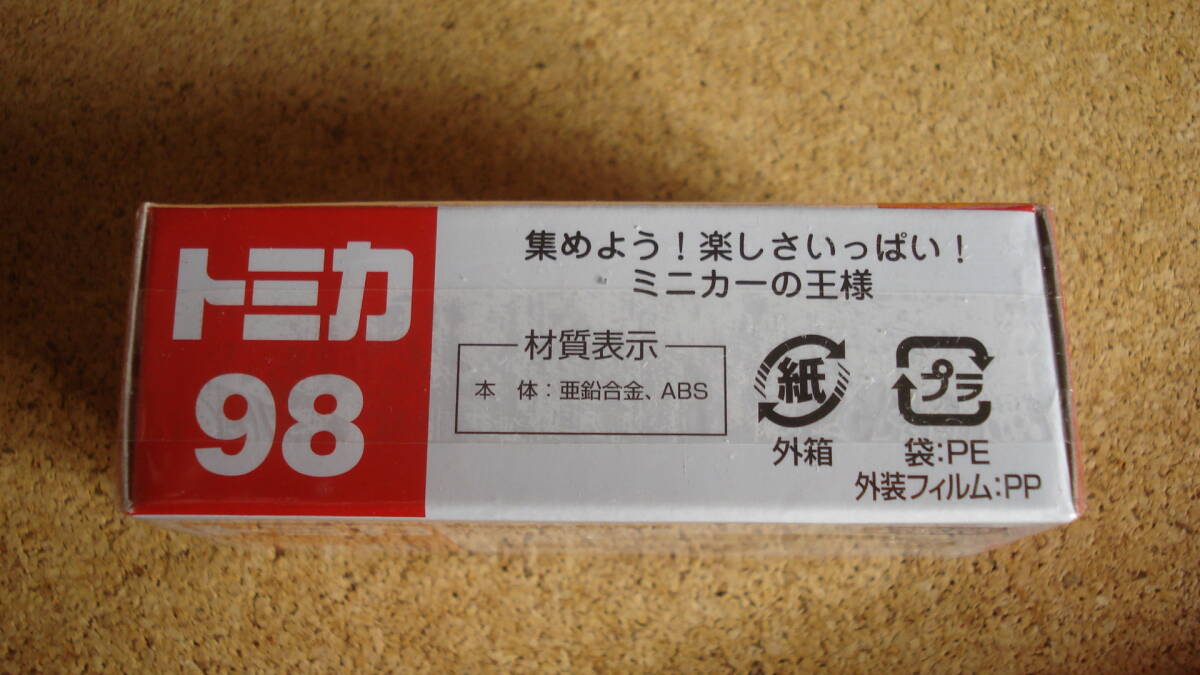 トミカ
98
集めよう！楽しさいっぱい！
ミニカーの王様
材質表示
本　体：亜鉛合金、ABS
紙
外箱
プラ
袋:PE
外装フィルム:PP